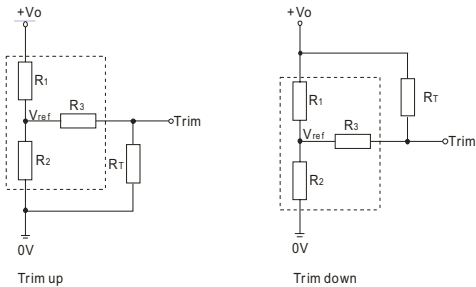 +Vo
R1
Vref
R3
Trim
R2
RT
0V
Trim up
+Vo
R1
RT
Vref
R3
Trim
R2
0V
Trim down